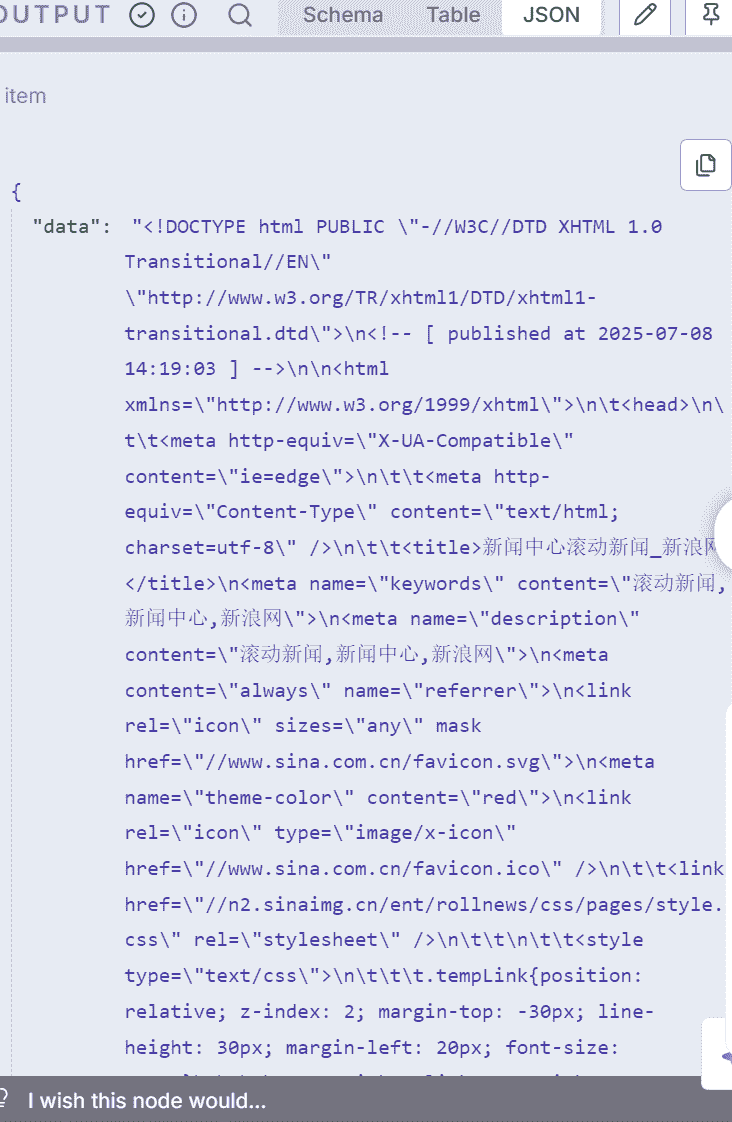 OUTPUT Schema Table JSON
item
{
"data": "<!DOCTYPE html PUBLIC \"-//W3C//DTD XHTML 1.0
Transitional//EN\"
\"http://www.w3.org/TR/xhtml1/DTD/xhtml1-
transitional.dtd\">\n<!-- [ published at 2025-07-08
14:19:03 ] -->\n\n<html
xmlns=\"http://www.w3.org/1999/xhtml\">\n\t<head>\n\
t\t<meta http-equiv=\"X-UA-Compatible\"
content=\"ie=edge\">\n\t\t<meta http-
equiv=\"Content-Type\" content=\"text/html;
charset=utf-8\" />\n\t\t<title>新闻中心滚动新闻_新浪网
</title>\n<meta name=\"keywords\" content=\"滚动新闻,
新闻中心,新浪网\">\n<meta name=\"description\"
content=\"滚动新闻,新闻中心,新浪网\">\n<meta
content=\"always\" name=\"referrer\">\n<link
rel=\"icon\" sizes=\"any\" mask
href=\"//www.sina.com.cn/favicon.svg\">\n<meta
name=\"theme-color\" content=\"red\">\n<link
rel=\"icon\" type=\"image/x-icon\"
href=\"//www.sina.com.cn/favicon.ico\" />\n\t\t<link
href=\"//n2.sinaimg.cn/ent/rollnews/css/pages/style.
css\" rel=\"stylesheet\" />\n\t\t\n\t\t<style
type=\"text/css\">\n\t\t\t.tempLink{position:
relative; z-index: 2; margin-top: -30px; line-
height: 30px; margin-left: 20px; font-size:
I wish this node would...